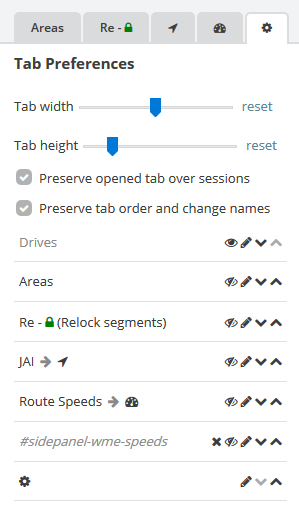 Areas Re -
Tab Preferences
Tab width reset
Tab height reset
Preserve opened tab over sessions
Preserve tab order and change names
Drives
Areas
Re - (Relock segments)
JAI
Route Speeds
#sidepanel-wme-speeds